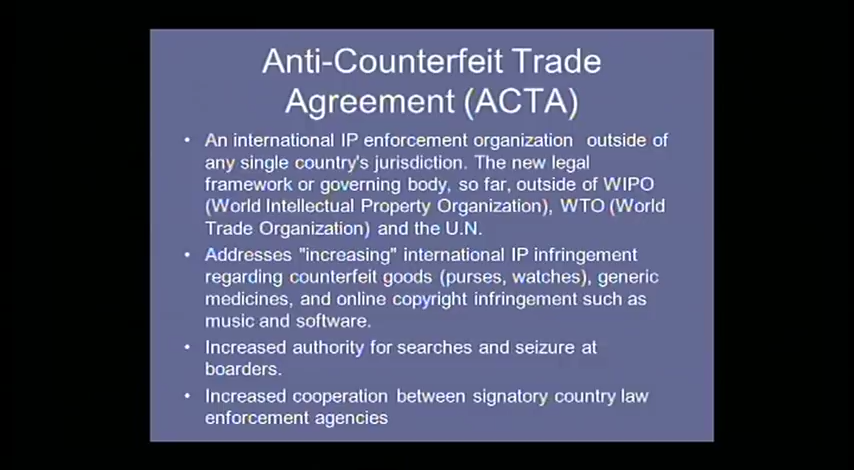 Anti-Counterfeit Trade
Agreement (ACTA)
• An international IP enforcement organization outside of
any single country's jurisdiction. The new legal
framework or governing body, so far, outside of WIPO
(World Intellectual Property Organization), WTO (World
Trade Organization) and the U.N.
• Addresses "increasing" international IP infringement
regarding counterfeit goods (purses, watches), generic
medicines, and online copyright infringement such as
music and software.
• Increased authority for searches and seizure at
boarders.
• Increased cooperation between signatory country law
enforcement agencies